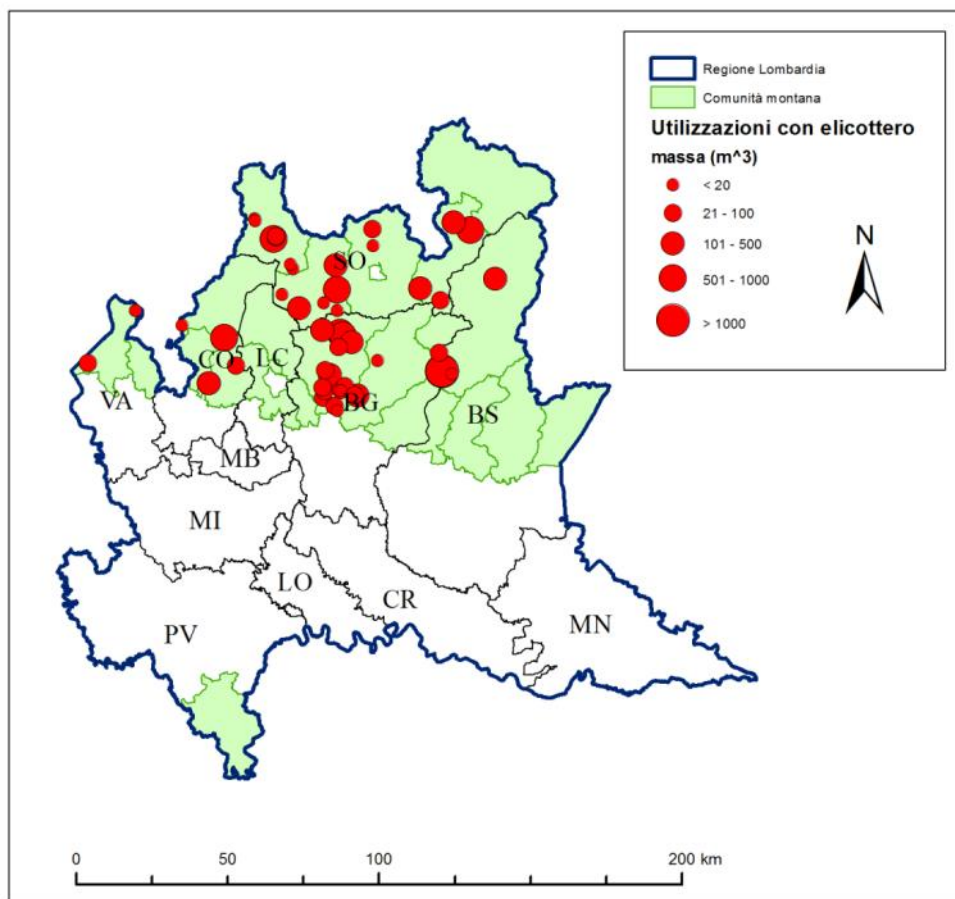 Regione Lombardia
Comunità montana
Utilizzazioni con elicottero
massa (m^3)
< 20
21 - 100
101 - 500
501 - 1000
> 1000
N
SO
CO
LC
VA
BG
BS
MB
MI
LO
CR
PV
MN
0
50
100
200 km